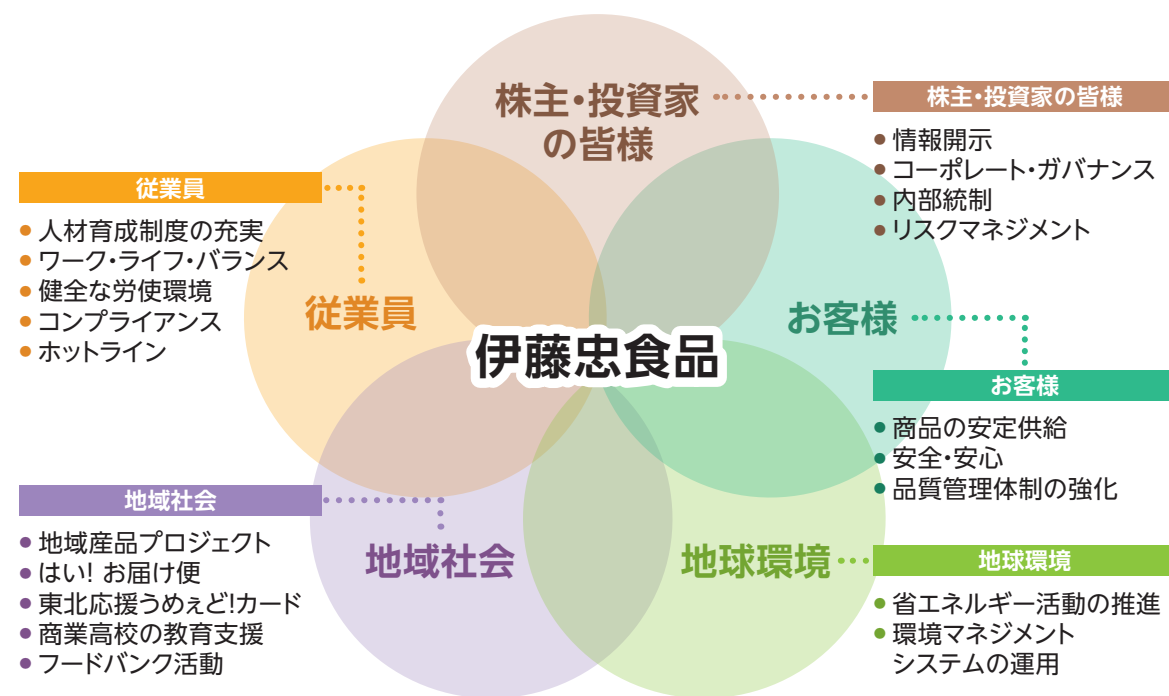 株主・投資家
の皆様
従業員
お客様
伊藤忠食品
地域社会
地球環境
株主・投資家の皆様
● 情報開示
● コーポレート・ガバナンス
● 内部統制
● リスクマネジメント
従業員
● 人材育成制度の充実
● ワーク・ライフ・バランス
● 健全な労使環境
● コンプライアンス
● ホットライン
お客様
● 商品の安定供給
● 安全・安心
● 品質管理体制の強化
地域社会
● 地域産品プロジェクト
● はい! お届け便
● 東北応援うめぇど!カード
● 商業高校の教育支援
● フードバンク活動
地球環境
● 省エネルギー活動の推進
● 環境マネジメント
システムの運用